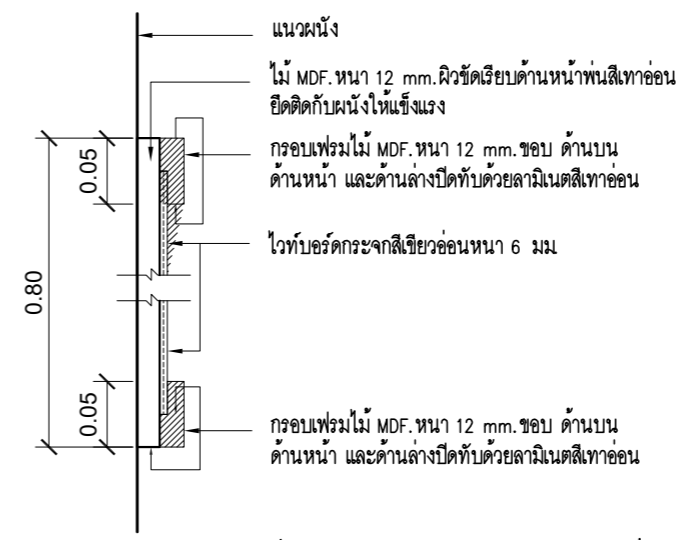 แนวผนัง
ไม้ MDF.หนา 12 mm.ผิวขัดเรียบด้านหน้าพ่นสีเทาอ่อน
ยึดติดกับผนังให้แข็งแรง
กรอบเฟรมไม้ MDF.หนา 12 mm.ขอบ ด้านบน
ด้านหน้า และด้านล่างปิดทับด้วยลามิเนตสีเทาอ่อน
0.05
ไวท์บอร์ดกระจกสีเขียวอ่อนหนา 6 มม
0.80
0.05
กรอบเฟรมไม้ MDF.หนา 12 mm.ขอบ ด้านบน
ด้านหน้า และด้านล่างปิดทับด้วยลามิเนตสีเทาอ่อน